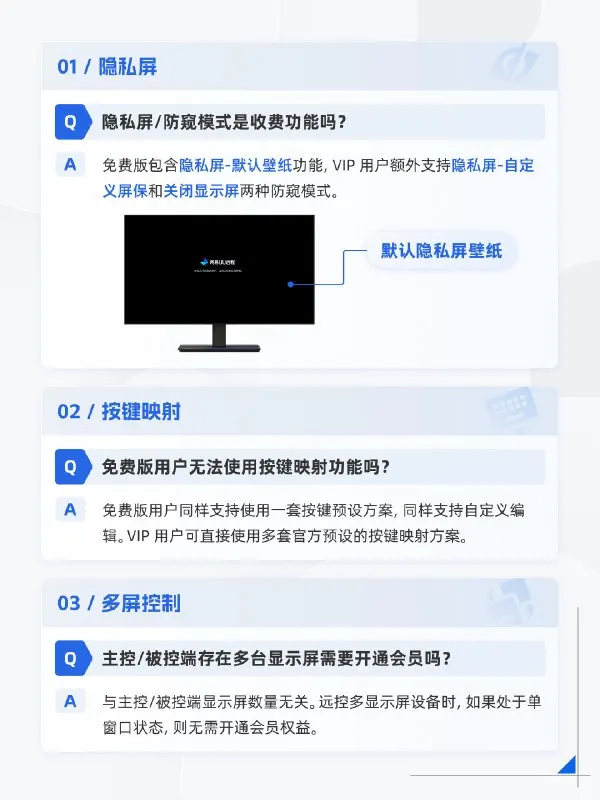 01 / 隐私屏
Q 隐私屏/防窥模式是收费功能吗?
A 免费版包含隐私屏-默认壁纸功能, VIP 用户额外支持隐私屏-自定
义屏保和关闭显示屏两种防窥模式。
网易UU远程
默认隐私屏壁纸
02 / 按键映射
Q 免费版用户无法使用按键映射功能吗?
A 免费版用户同样支持使用一套按键预设方案, 同样支持自定义编
辑。VIP 用户可直接使用多套官方预设的按键映射方案。
03 / 多屏控制
Q 主控/被控端存在多台显示屏需要开通会员吗?
A 与主控/被控端显示屏数量无关。远控多显示屏设备时, 如果处于单
窗口状态, 则无需开通会员权益。